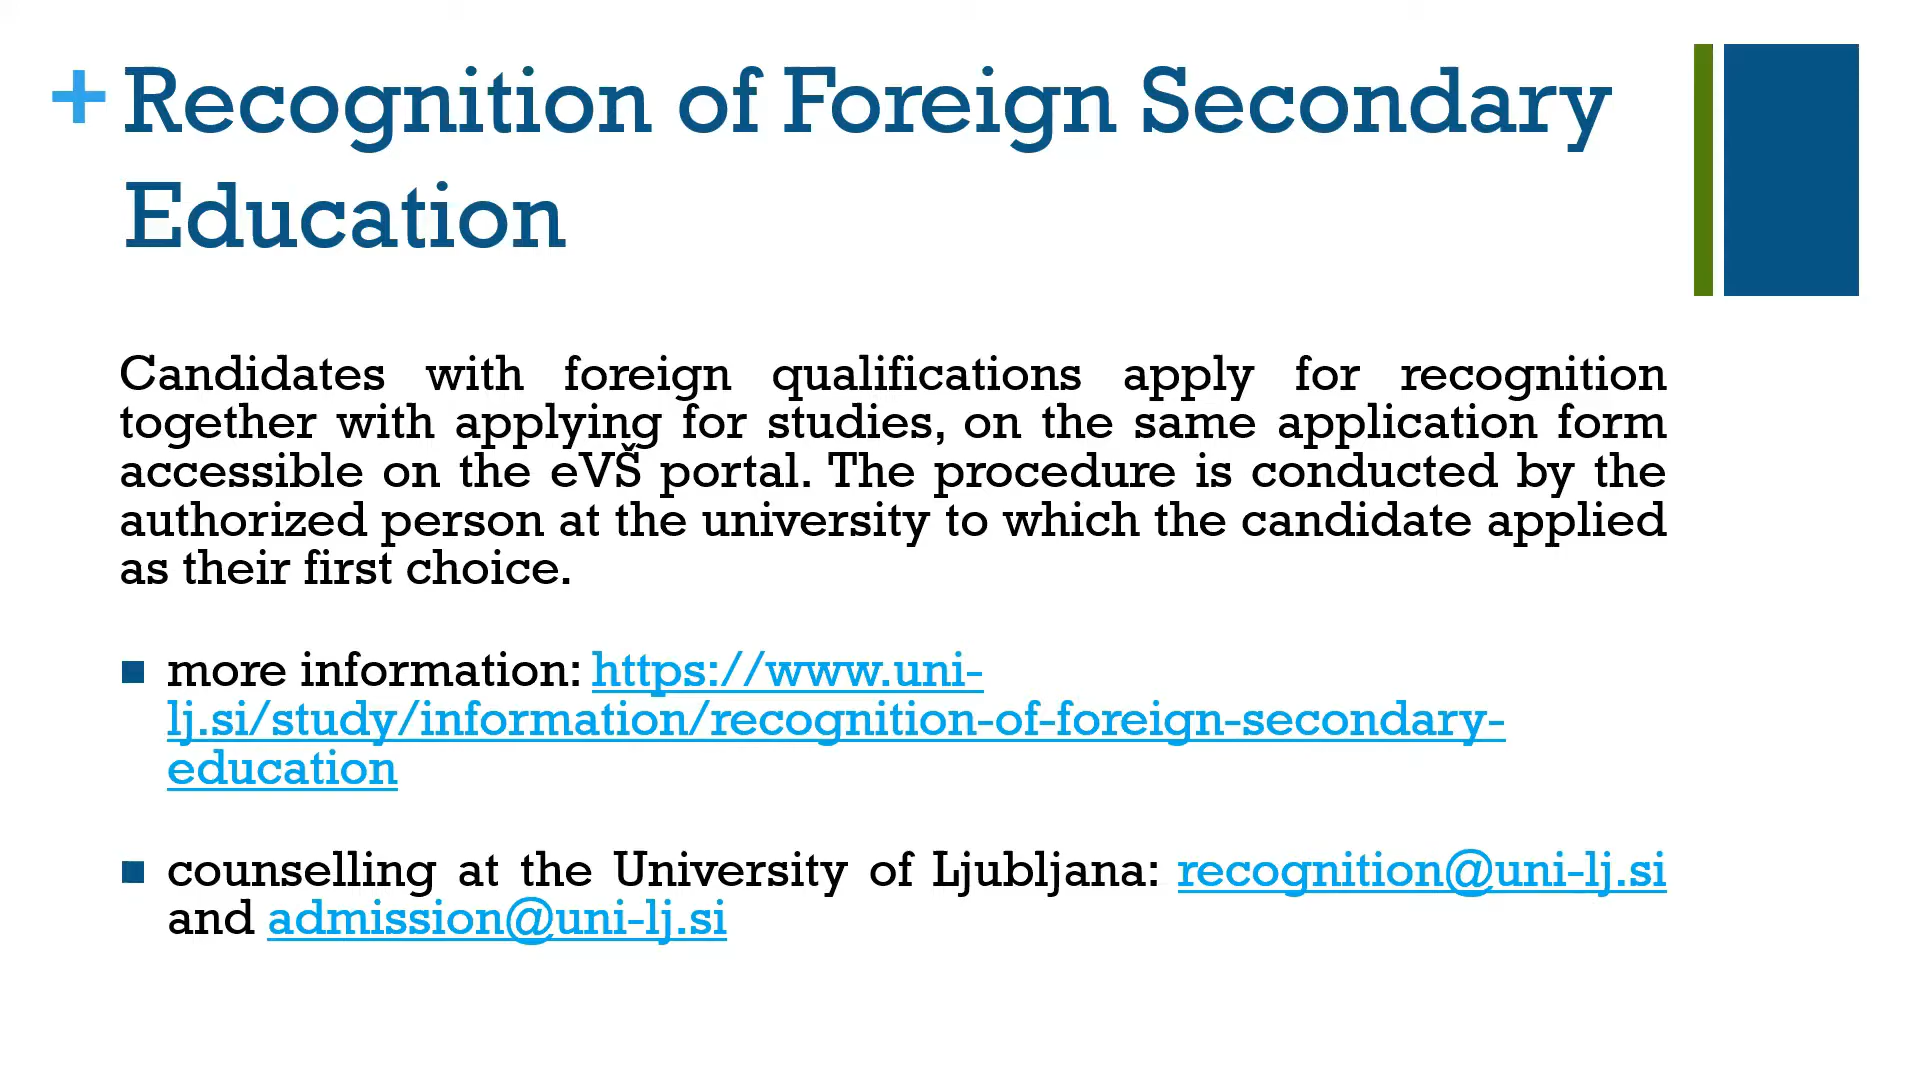 + Recognition of Foreign Secondary
Education
Candidates with foreign qualifications apply for recognition
together with applying for studies, on the same application form
accessible on the eVŠ portal. The procedure is conducted by the
authorized person at the university to which the candidate applied
as their first choice.
■ more information: https://www.uni-
lj.si/study/information/recognition-of-foreign-secondary-
education
■ counselling at the University of Ljubljana: recognition@uni-lj.si
and admission@uni-lj.si